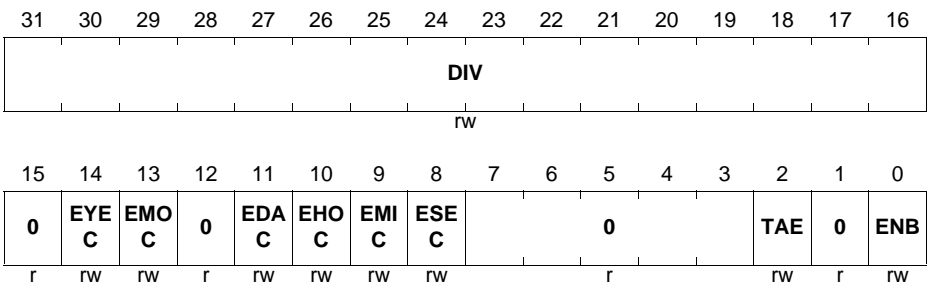 31 30 29 28 27 26 25 24 23 22 21 20 19 18 17 16
DIV
rw
15 14 13 12 11 10 9 8 7 6 5 4 3 2 1 0
0 EYE EMO 0 EDA EHO EMI ESE 0 TAE 0 ENB
C C C C C C
r rw rw r rw rw rw rw r rw r rw